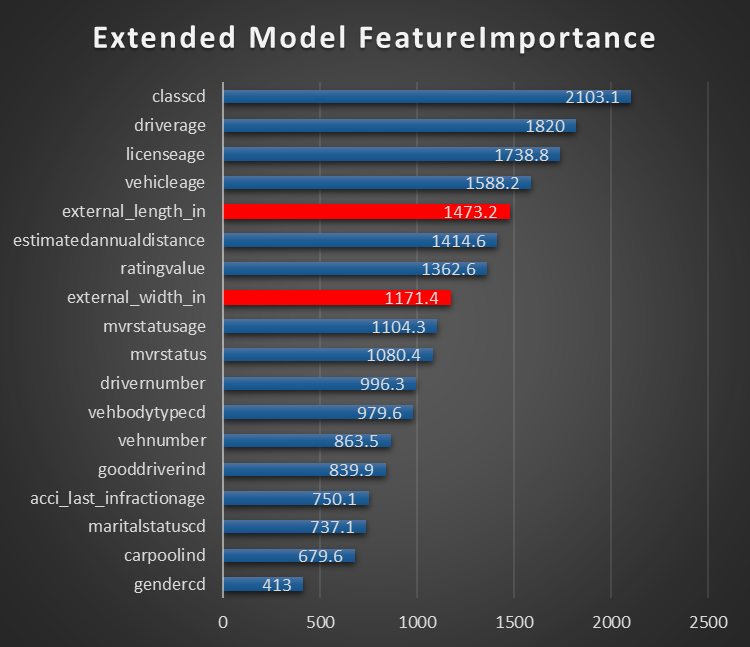 Extended Model FeatureImportance
classcd 2103.1
driverage 1820
licenseage 1738.8
vehicleage 1588.2
external_length_in 1473.2
estimatedannualdistance 1414.6
ratingvalue 1362.6
external_width_in 1171.4
mvrstatusage 1104.3
mvrstatus 1080.4
drivernumber 996.3
vehbodytypecd 979.6
vehnumber 863.5
gooddriverind 839.9
acci_last_infractionage 750.1
maritalstatuscd 737.1
carpoolind 679.6
gendercd 413
0 500 1000 1500 2000 2500